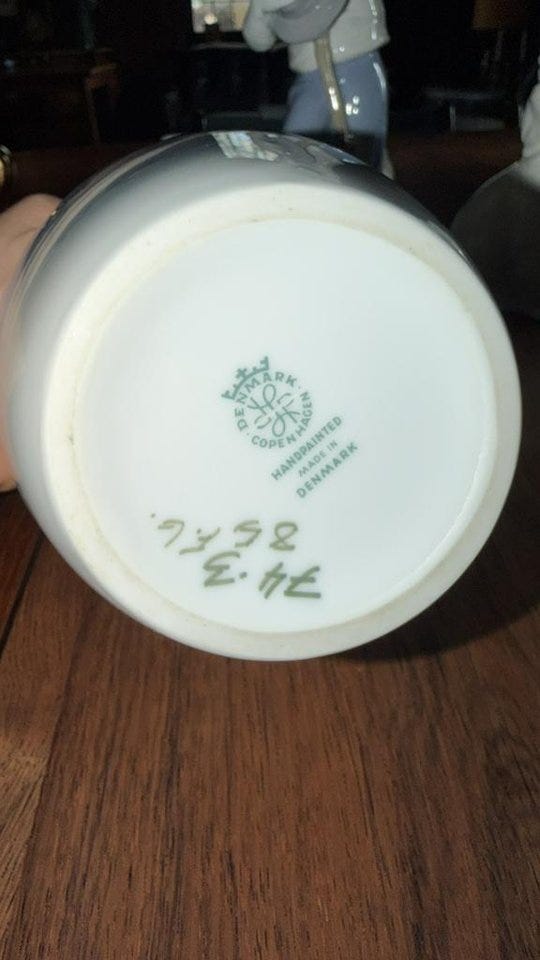 DENMARK · COPENHAGEN ·
HANDPAINTED
MADE IN
DENMARK
74·3
85 F.G.